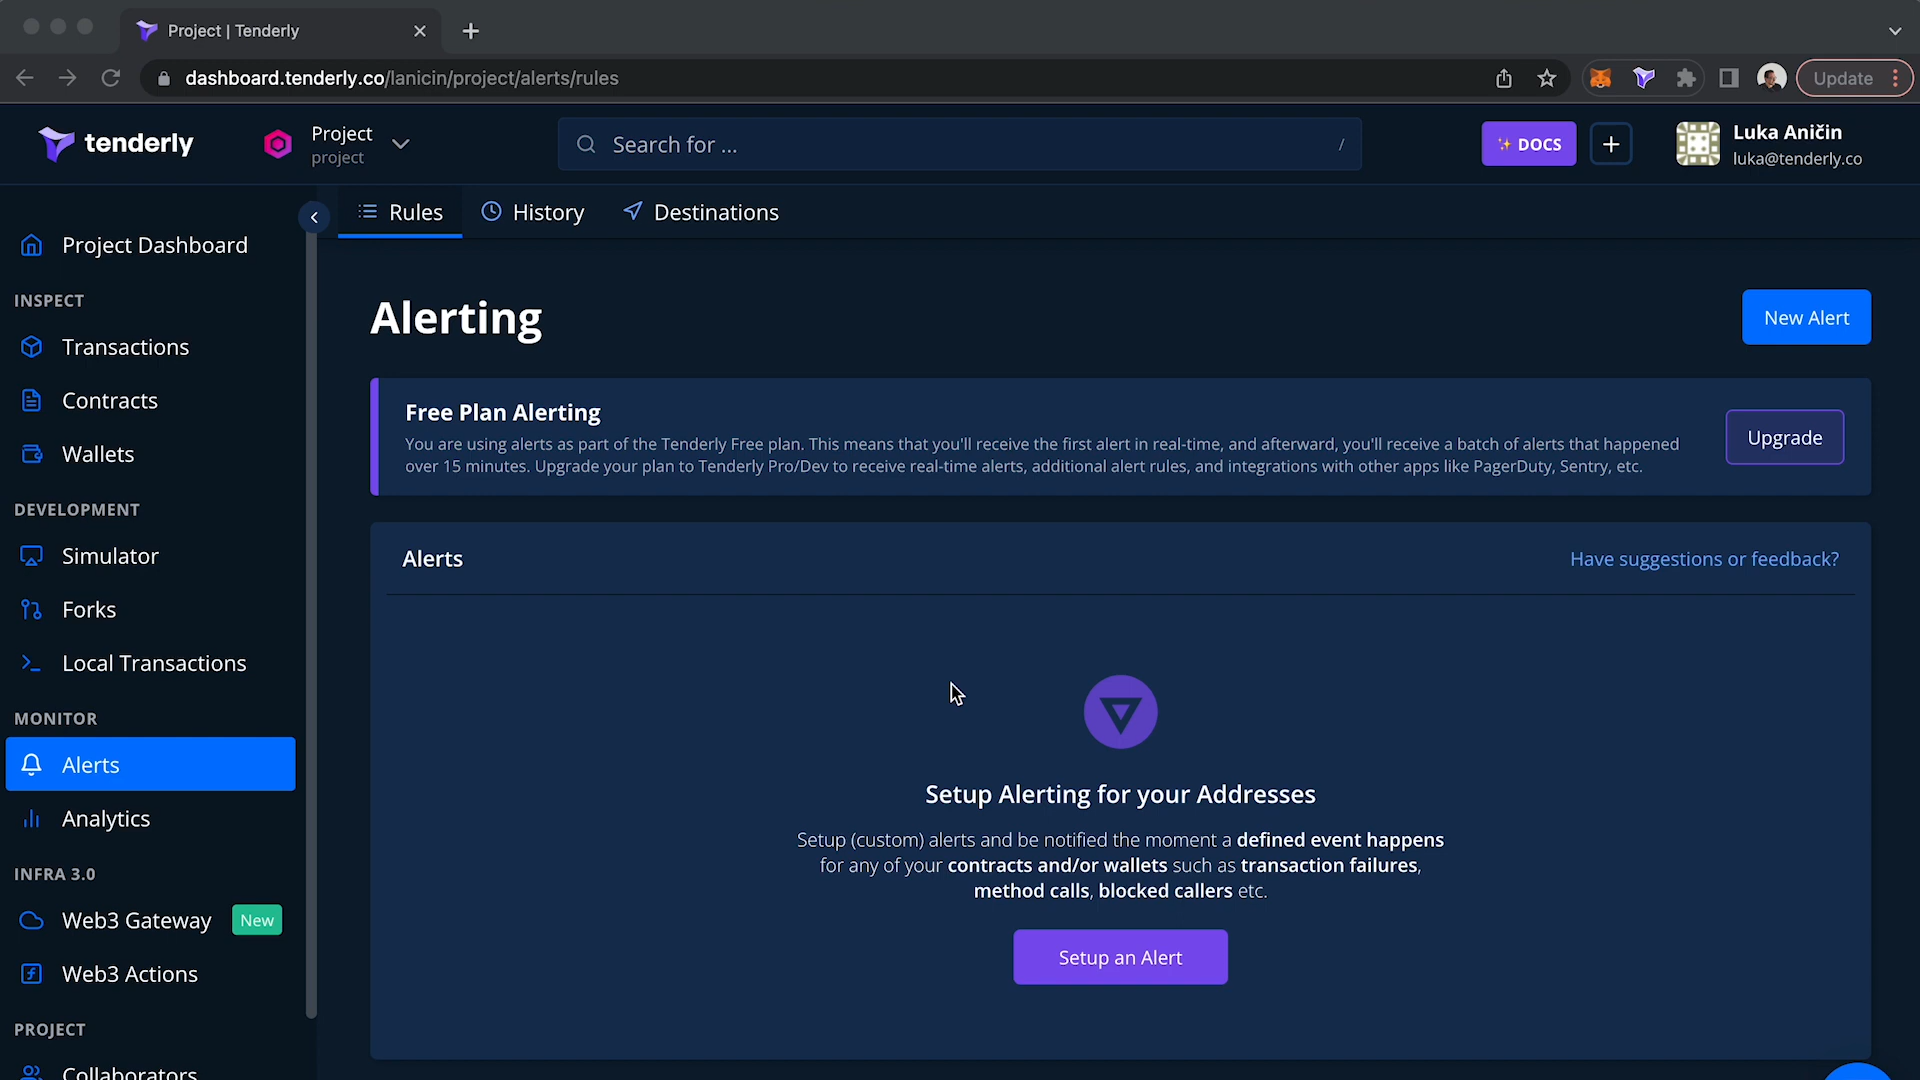 Project | Tenderly
dashboard.tenderly.co/lanicin/project/alerts/rules
Update
tenderly
Project
project
Search for ...
/
DOCS
Luka Aničin
luka@tenderly.co
Rules
History
Destinations
Project Dashboard
INSPECT
Transactions
Contracts
Wallets
DEVELOPMENT
Simulator
Forks
Local Transactions
MONITOR
Alerts
Analytics
INFRA 3.0
Web3 Gateway
New
Web3 Actions
PROJECT
Collaborators
Alerting
New Alert
Free Plan Alerting
You are using alerts as part of the Tenderly Free plan. This means that you'll receive the first alert in real-time, and afterward, you'll receive a batch of alerts that happened
over 15 minutes. Upgrade your plan to Tenderly Pro/Dev to receive real-time alerts, additional alert rules, and integrations with other apps like PagerDuty, Sentry, etc.
Upgrade
Alerts
Have suggestions or feedback?
Setup Alerting for your Addresses
Setup (custom) alerts and be notified the moment a defined event happens
for any of your contracts and/or wallets such as transaction failures,
method calls, blocked callers etc.
Setup an Alert